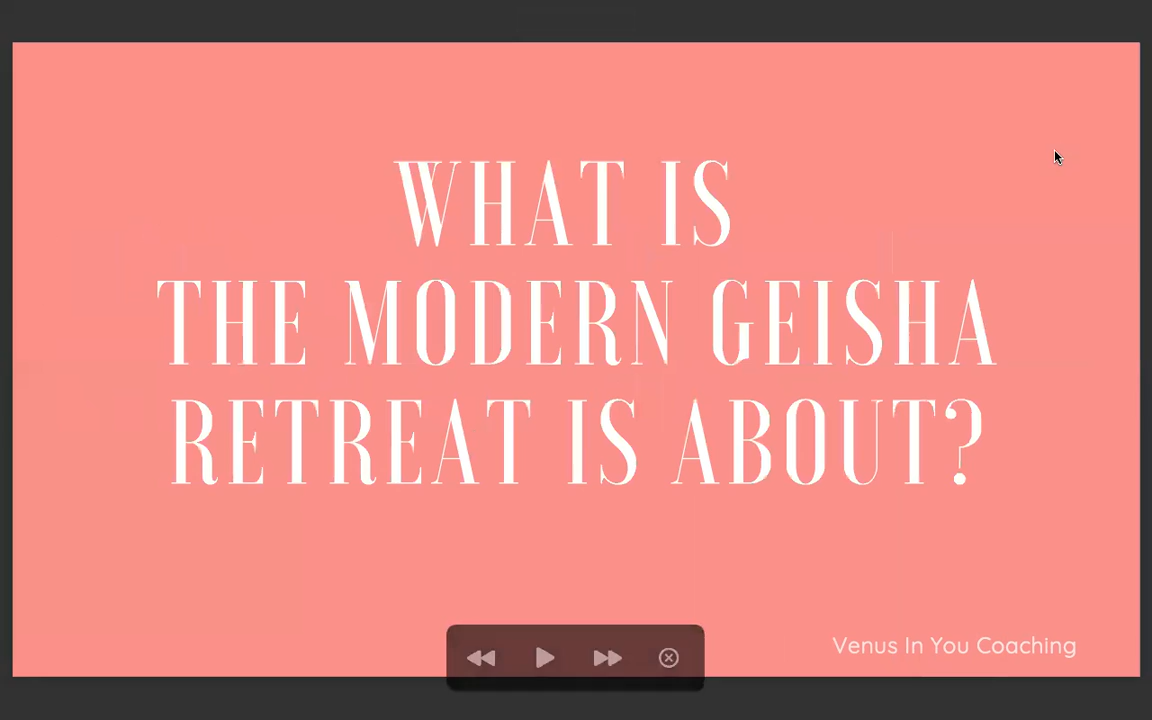 WHAT IS
THE MODERN GEISHA
RETREAT IS ABOUT?
Venus In You Coaching